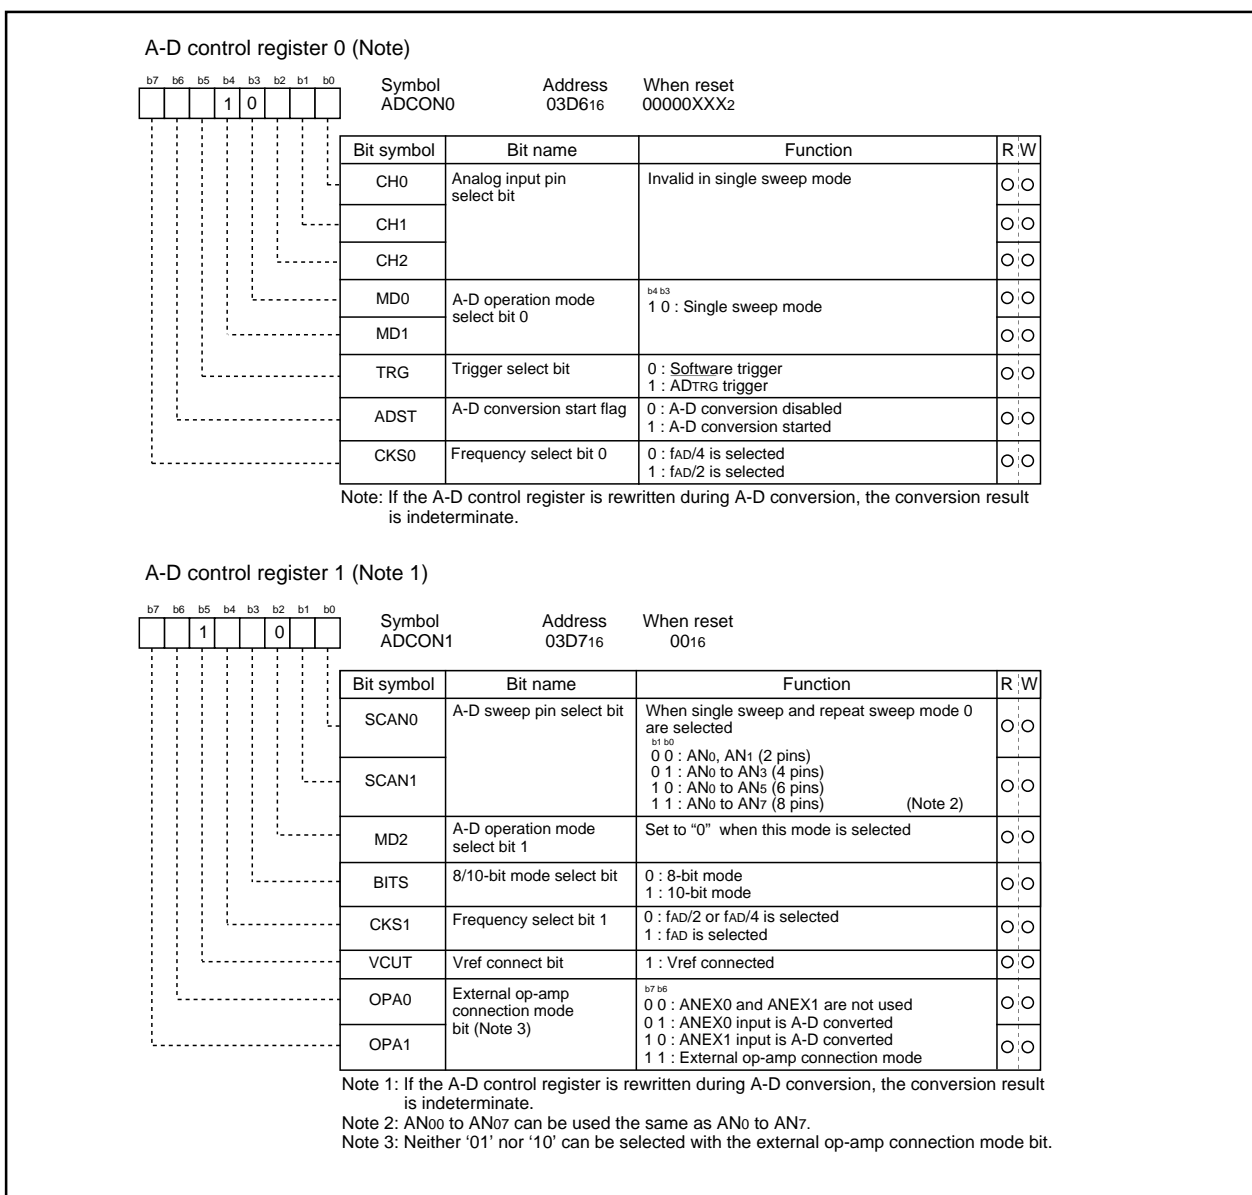 A-D control register 0 (Note)
b7 b6 b5 b4 b3 b2 b1 b0
1 0
Symbol Address When reset
ADCON0 03D616 00000XXX2
Bit symbol Bit name Function R W
CH0 Analog input pin select bit Invalid in single sweep mode
CH1
CH2
MD0 A-D operation mode select bit 0 b4 b3
1 0 : Single sweep mode
MD1
TRG Trigger select bit 0 : Software trigger
1 : ADTRG trigger
ADST A-D conversion start flag 0 : A-D conversion disabled
1 : A-D conversion started
CKS0 Frequency select bit 0 0 : fAD/4 is selected
1 : fAD/2 is selected
Note: If the A-D control register is rewritten during A-D conversion, the conversion result
is indeterminate.
A-D control register 1 (Note 1)
b7 b6 b5 b4 b3 b2 b1 b0
1 0
Symbol Address When reset
ADCON1 03D716 0016
Bit symbol Bit name Function R W
SCAN0 A-D sweep pin select bit When single sweep and repeat sweep mode 0
are selected
b1 b0
0 0 : AN0, AN1 (2 pins)
0 1 : AN0 to AN3 (4 pins)
SCAN1 1 0 : AN0 to AN5 (6 pins)
1 1 : AN0 to AN7 (8 pins) (Note 2)
MD2 A-D operation mode select bit 1 Set to “0” when this mode is selected
BITS 8/10-bit mode select bit 0 : 8-bit mode
1 : 10-bit mode
CKS1 Frequency select bit 1 0 : fAD/2 or fAD/4 is selected
1 : fAD is selected
VCUT Vref connect bit 1 : Vref connected
OPA0 External op-amp connection mode bit (Note 3) b7 b6
0 0 : ANEX0 and ANEX1 are not used
0 1 : ANEX0 input is A-D converted
OPA1 1 0 : ANEX1 input is A-D converted
1 1 : External op-amp connection mode
Note 1: If the A-D control register is rewritten during A-D conversion, the conversion result
is indeterminate.
Note 2: AN00 to AN07 can be used the same as AN0 to AN7.
Note 3: Neither ‘01’ nor ‘10’ can be selected with the external op-amp connection mode bit.